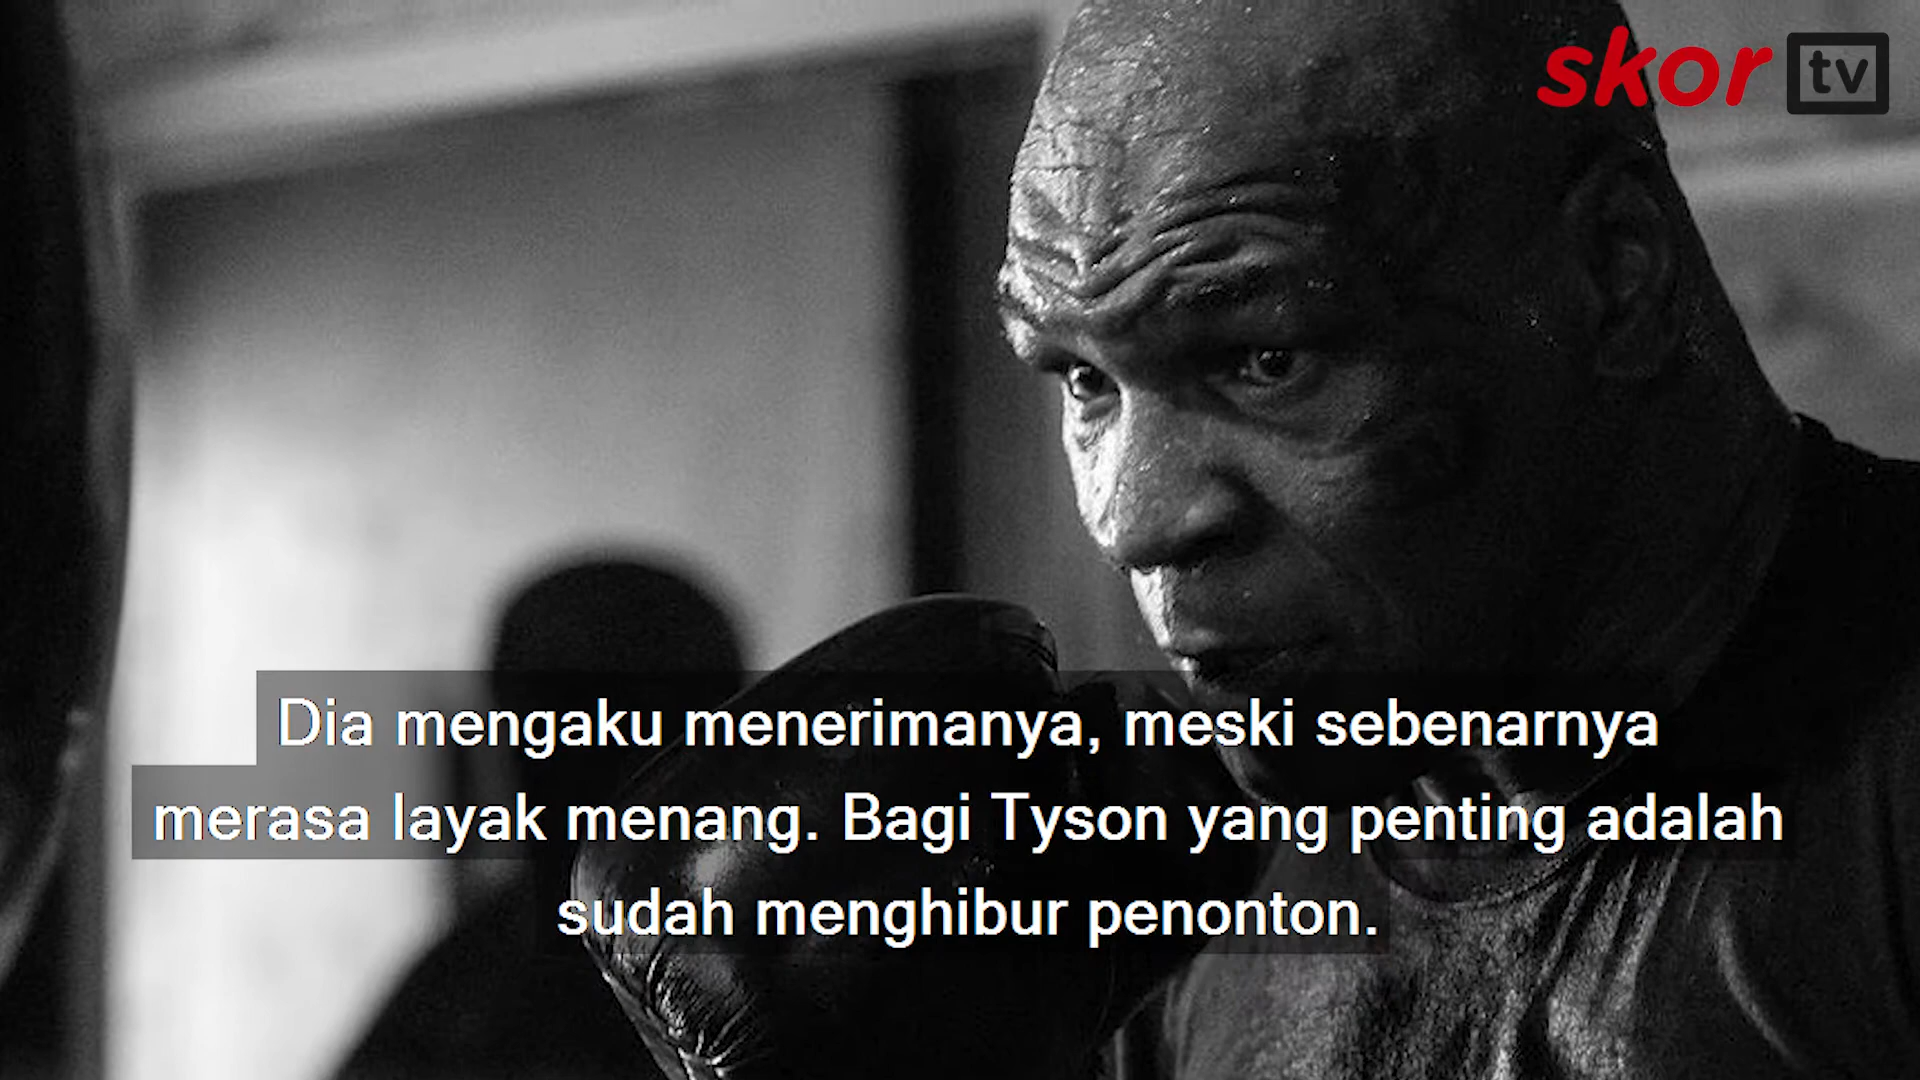 skor tv
Dia mengaku menerimanya, meski sebenarnya
merasa layak menang. Bagi Tyson yang penting adalah
sudah menghibur penonton.